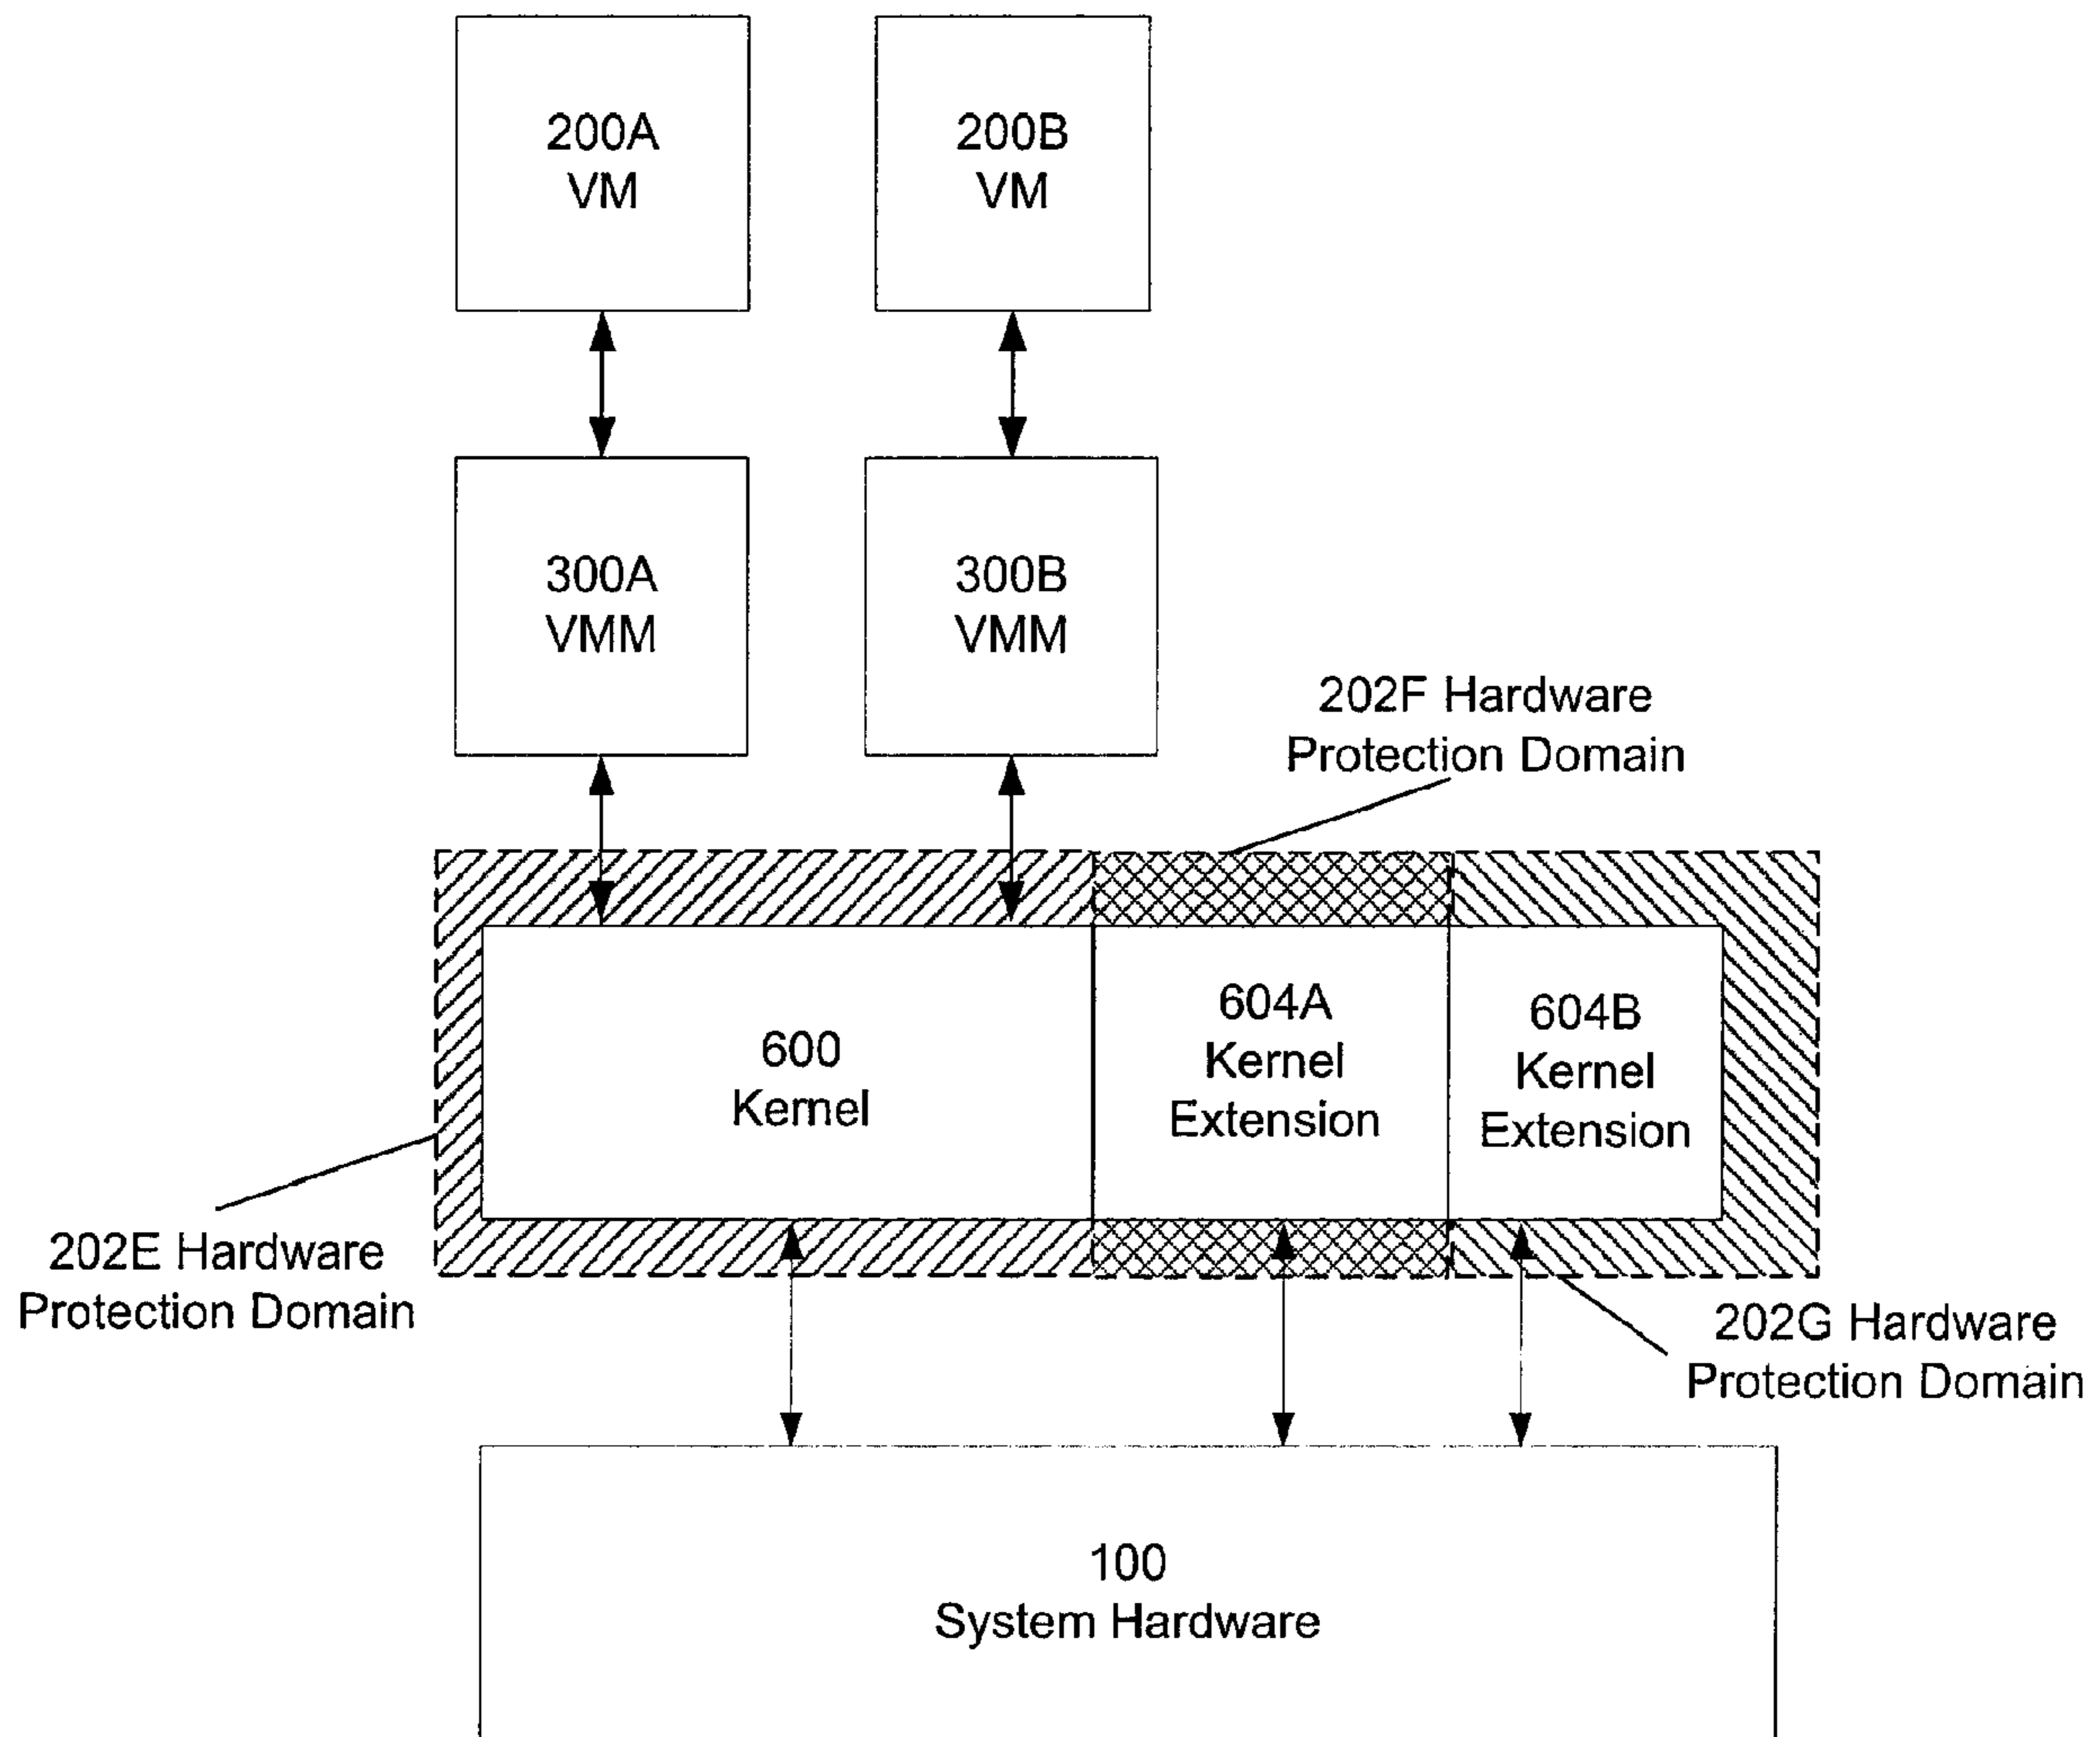 200A
VM
200B
VM
300A
VMM
300B
VMM
202F Hardware
Protection Domain
600
Kernel
604A
Kernel
Extension
604B
Kernel
Extension
202E Hardware
Protection Domain
202G Hardware
Protection Domain
100
System Hardware